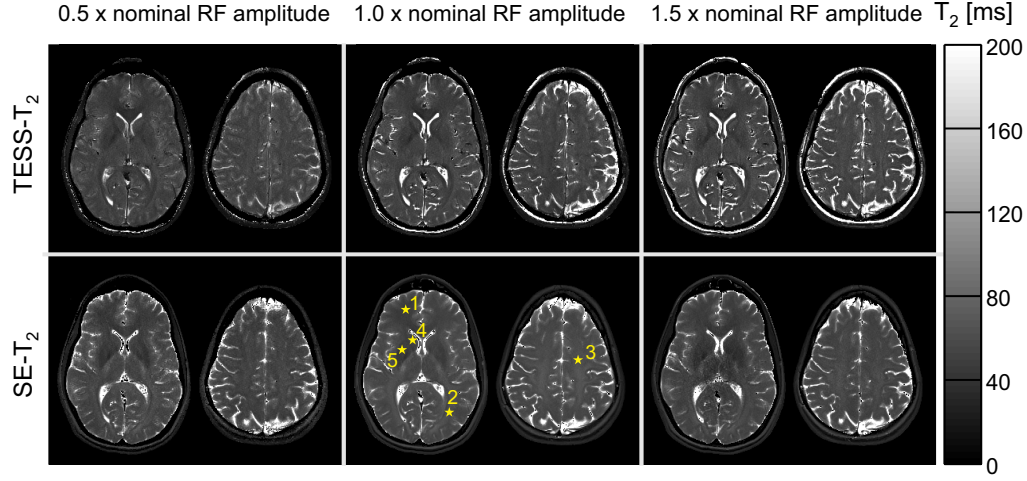 0.5 x nominal RF amplitude
1.0 x nominal RF amplitude
1.5 x nominal RF amplitude
T₂ [ms]
TESS-T₂
SE-T₂
1
4
5
3
2
200
160
120
80
40
0